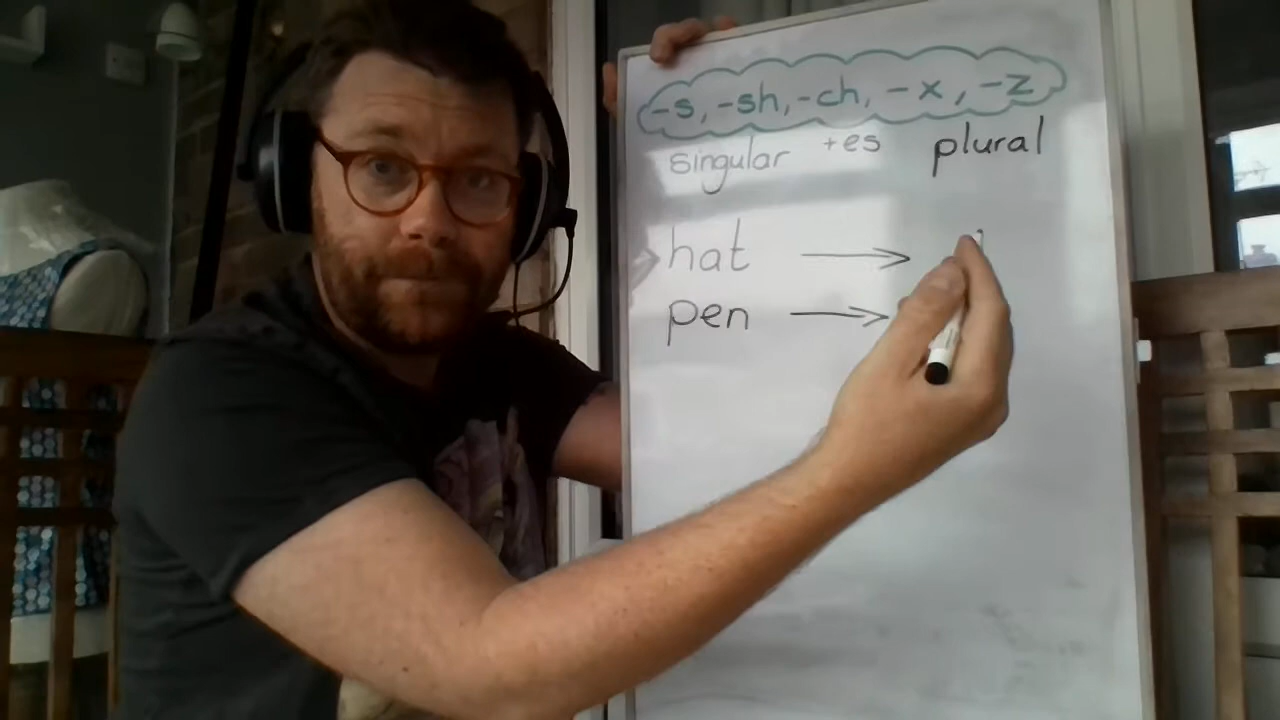 -s, -sh, -ch, -x, -z
singular +es plural
hat →
pen →